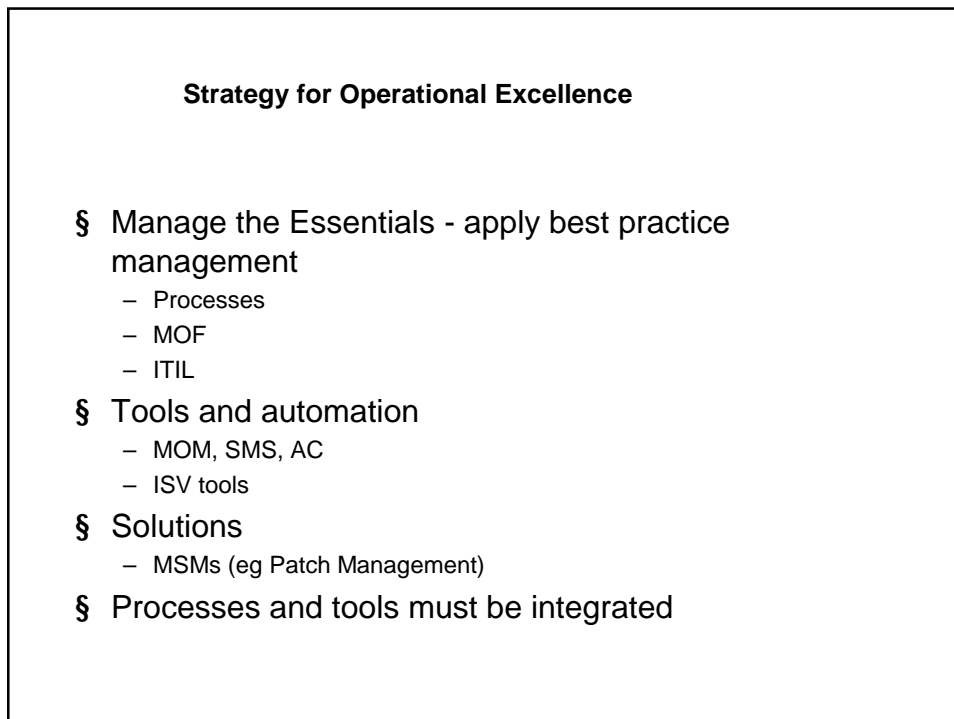 Strategy for Operational Excellence
§ Manage the Essentials - apply best practice
management
– Processes
– MOF
– ITIL
§ Tools and automation
– MOM, SMS, AC
– ISV tools
§ Solutions
– MSMs (eg Patch Management)
§ Processes and tools must be integrated